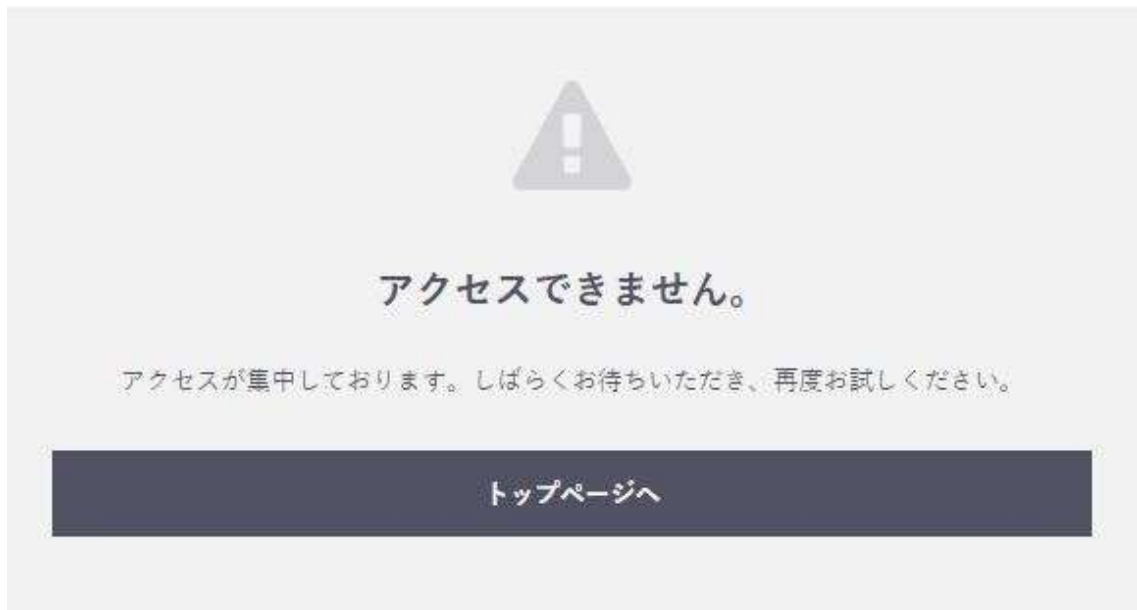 アクセスできません。
アクセスが集中しております。しばらくお待ちいただき、再度お試しください。
トップページへ